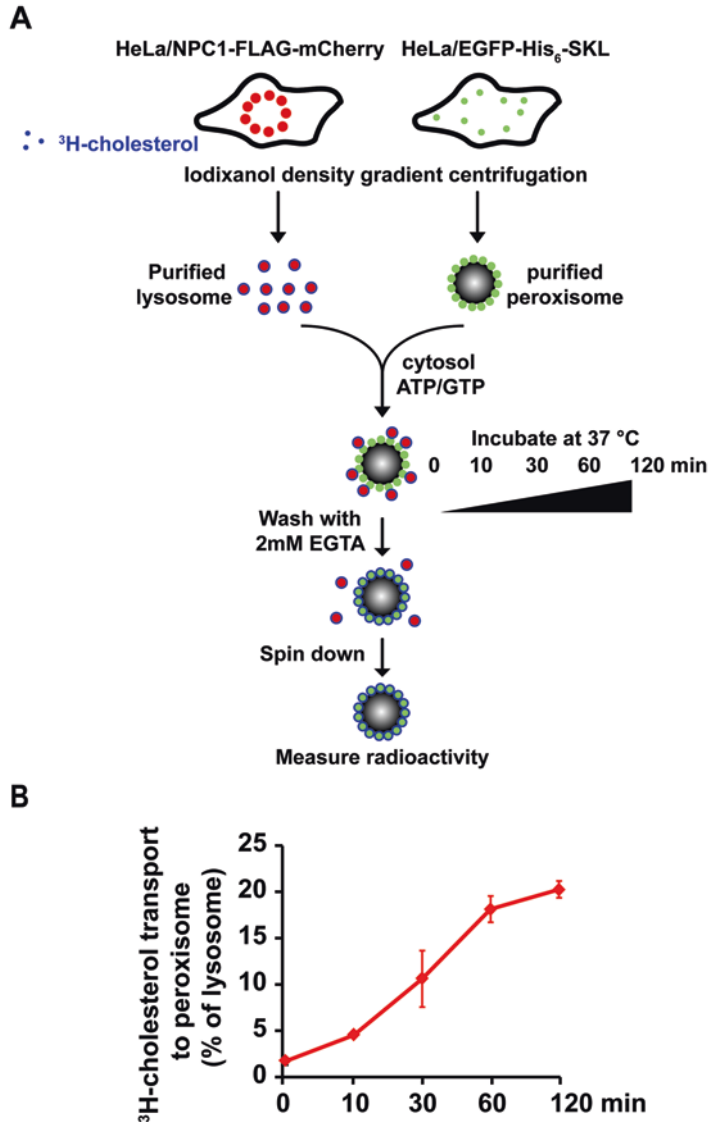 A
HeLa/NPC1-FLAG-mCherry HeLa/EGFP-His₆-SKL
³H-cholesterol
Iodixanol density gradient centrifugation
Purified
lysosome
purified
peroxisome
cytosol
ATP/GTP
Incubate at 37 °C
0 10 30 60 120 min
Wash with
2mM EGTA
Spin down
Measure radioactivity
B
³H-cholesterol transport
to peroxisome
(% of lysosome)
25
20
15
10
5
0
0 10 30 60 120 min